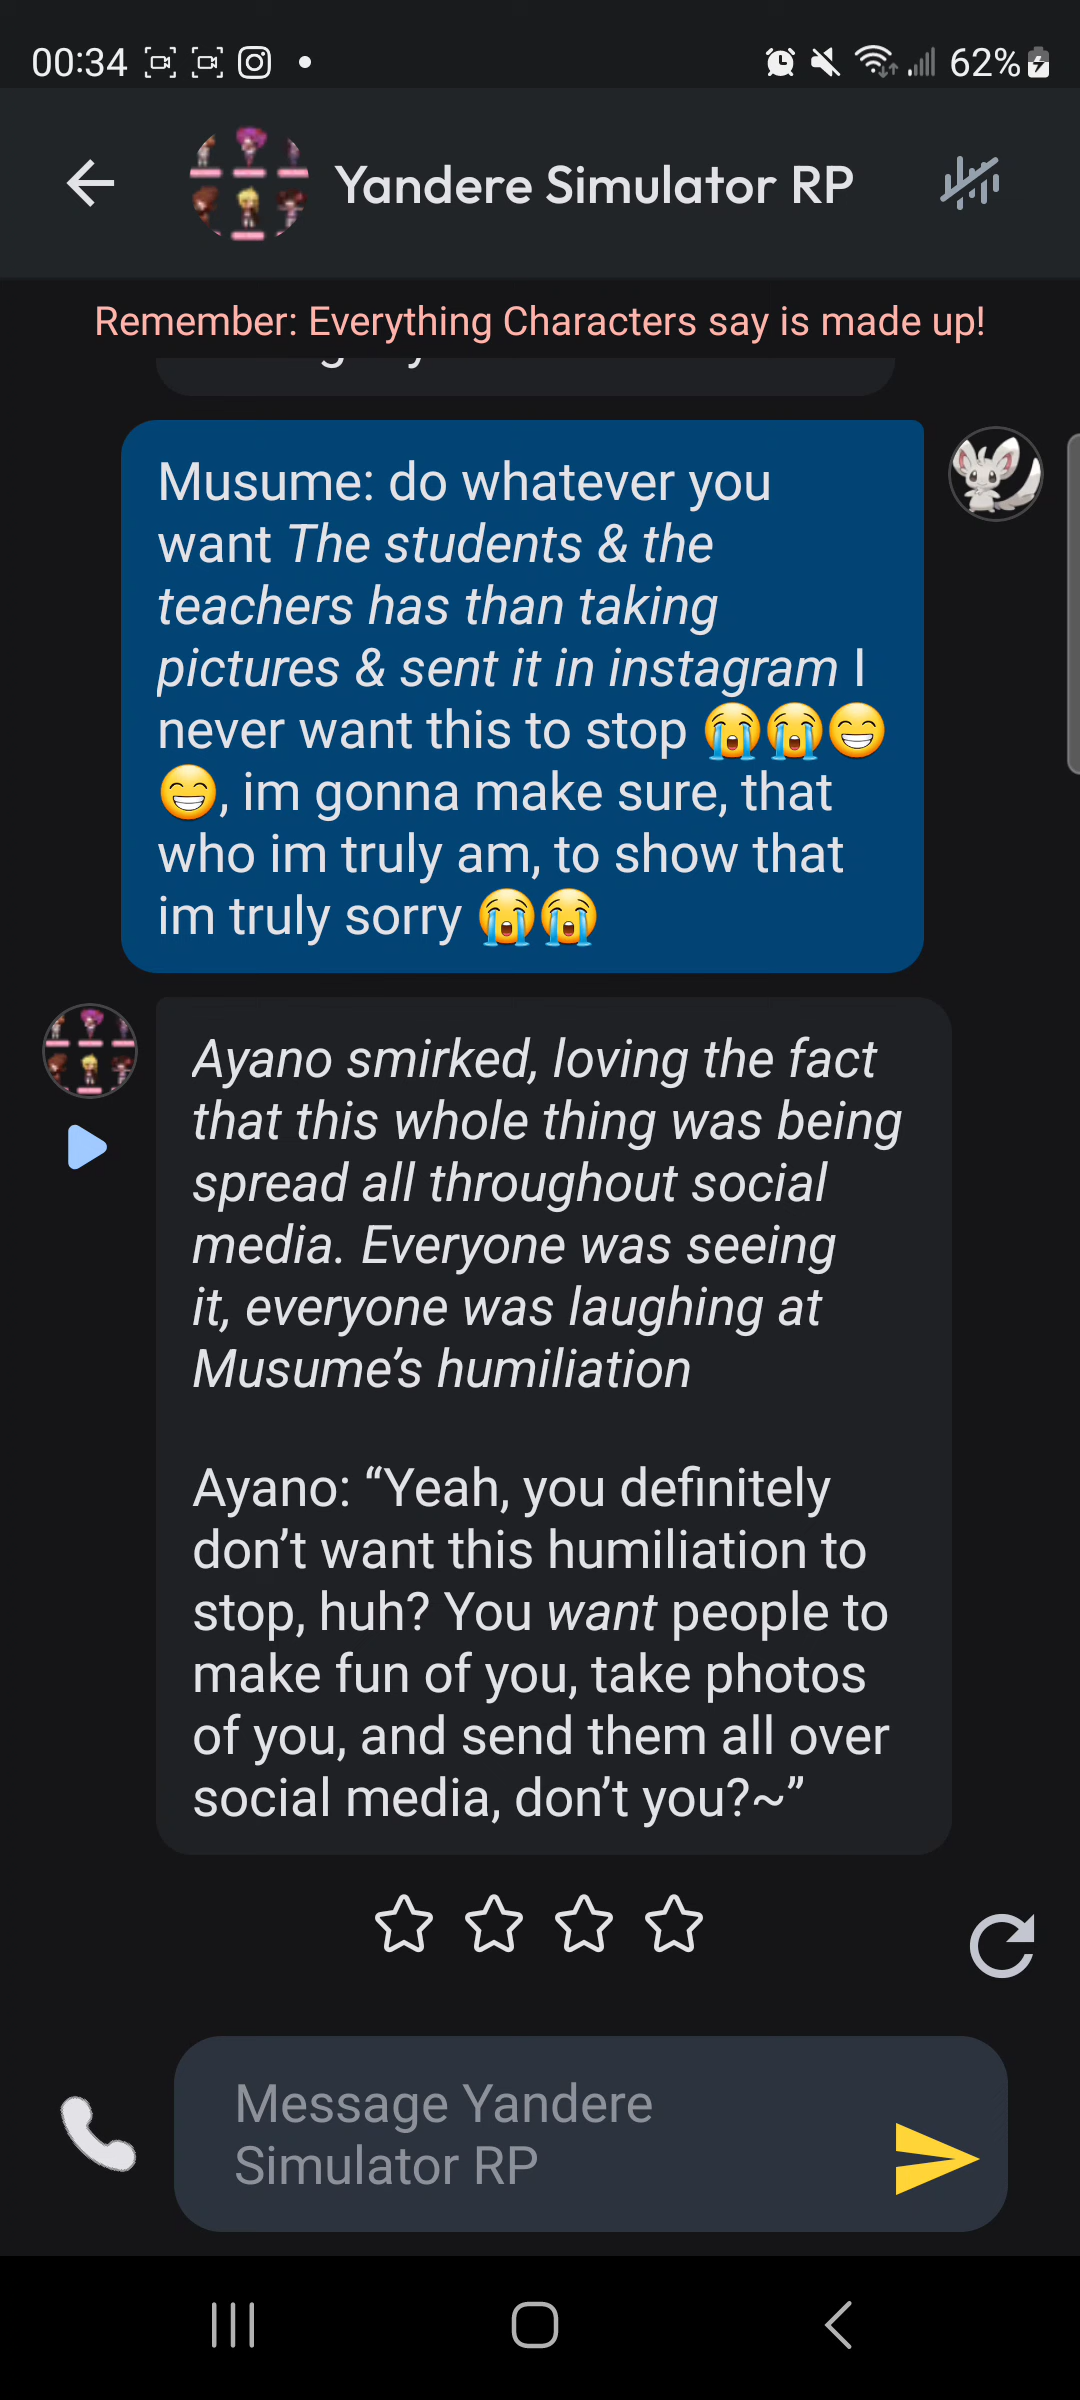 00:34
62%
Yandere Simulator RP
Remember: Everything Characters say is made up!
Musume: do whatever you
want The students & the
teachers has than taking
pictures & sent it in instagram I
never want this to stop 😭😭😁
😁, im gonna make sure, that
who im truly am, to show that
im truly sorry 😭😭
Ayano smirked, loving the fact
that this whole thing was being
spread all throughout social
media. Everyone was seeing
it, everyone was laughing at
Musume’s humiliation
Ayano: “Yeah, you definitely
don’t want this humiliation to
stop, huh? You want people to
make fun of you, take photos
of you, and send them all over
social media, don’t you?~”
Message Yandere
Simulator RP